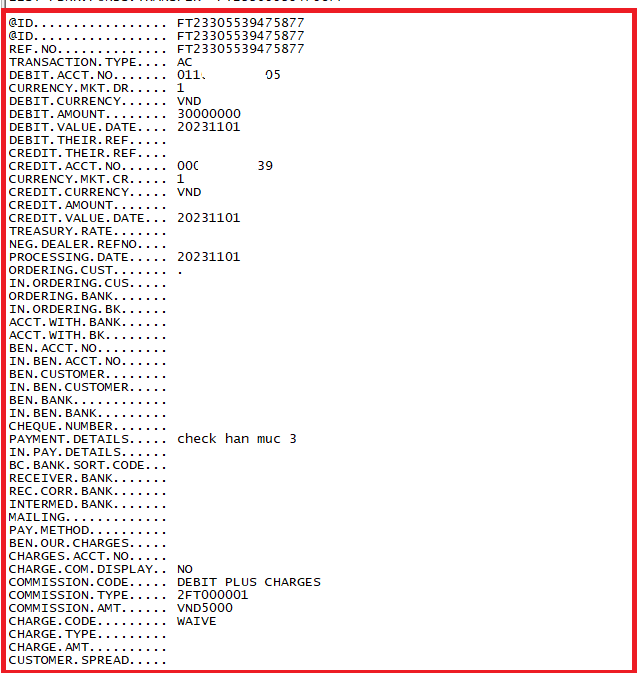 @ID................. FT23305539475877
@ID................. FT23305539475877
REF.NO.............. FT23305539475877
TRANSACTION.TYPE.... AC
DEBIT.ACCT.NO....... 011 05
CURRENCY.MKT.DR..... 1
DEBIT.CURRENCY...... VND
DEBIT.AMOUNT........ 30000000
DEBIT.VALUE.DATE.... 20231101
DEBIT.THEIR.REF.....
CREDIT.THEIR.REF....
CREDIT.ACCT.NO...... 00 39
CURRENCY.MKT.CR..... 1
CREDIT.CURRENCY..... VND
CREDIT.AMOUNT.......
CREDIT.VALUE.DATE... 20231101
TREASURY.RATE.......
NEG.DEALER.REFNO....
PROCESSING.DATE..... 20231101
ORDERING.CUST....... .
IN.ORDERING.CUS.....
ORDERING.BANK.......
IN.ORDERING.BK......
ACCT.WITH.BANK......
ACCT.WITH.BK........
BEN.ACCT.NO.........
IN.BEN.ACCT.NO......
BEN.CUSTOMER........
IN.BEN.CUSTOMER.....
BEN.BANK............
IN.BEN.BANK.........
CHEQUE.NUMBER.......
PAYMENT.DETAILS..... check han muc 3
IN.PAY.DETAILS......
BC.BANK.SORT.CODE...
RECEIVER.BANK.......
REC.CORR.BANK.......
INTERMED.BANK.......
MAILING.............
PAY.METHOD..........
BEN.OUR.CHARGES.....
CHARGES.ACCT.NO.....
CHARGE.COM.DISPLAY.. NO
COMMISSION.CODE..... DEBIT PLUS CHARGES
COMMISSION.TYPE..... 2FT000001
COMMISSION.AMT...... VND5000
CHARGE.CODE......... WAIVE
CHARGE.TYPE.........
CHARGE.AMT..........
CUSTOMER.SPREAD.....